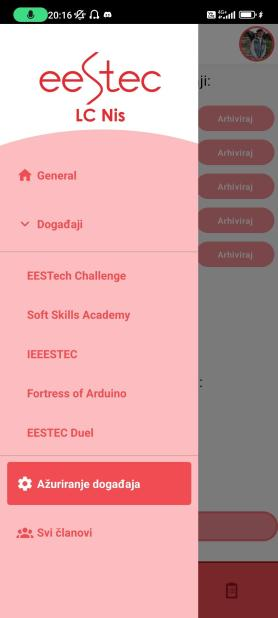 20:16
4G+
eestec
LC Nis
ji:
General
Arhiviraj
Arhiviraj
Događaji
Arhiviraj
Arhiviraj
Arhiviraj
EESTech Challenge
Soft Skills Academy
IEEESTEC
:
Fortress of Arduino
EESTEC Duel
Ažuriranje događaja
Svi članovi